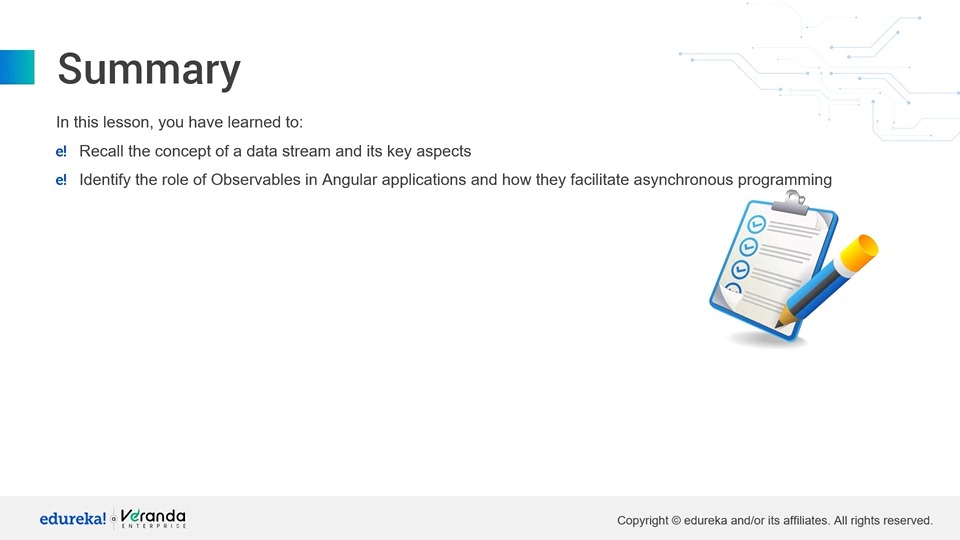 Summary
In this lesson, you have learned to:
e! Recall the concept of a data stream and its key aspects
e! Identify the role of Observables in Angular applications and how they facilitate asynchronous programming
edureka! Veranda
ENTERPRISE
Copyright © edureka and/or its affiliates. All rights reserved.